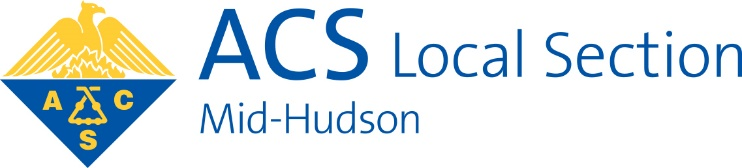 ACS Local Section
Mid-Hudson
A C
S